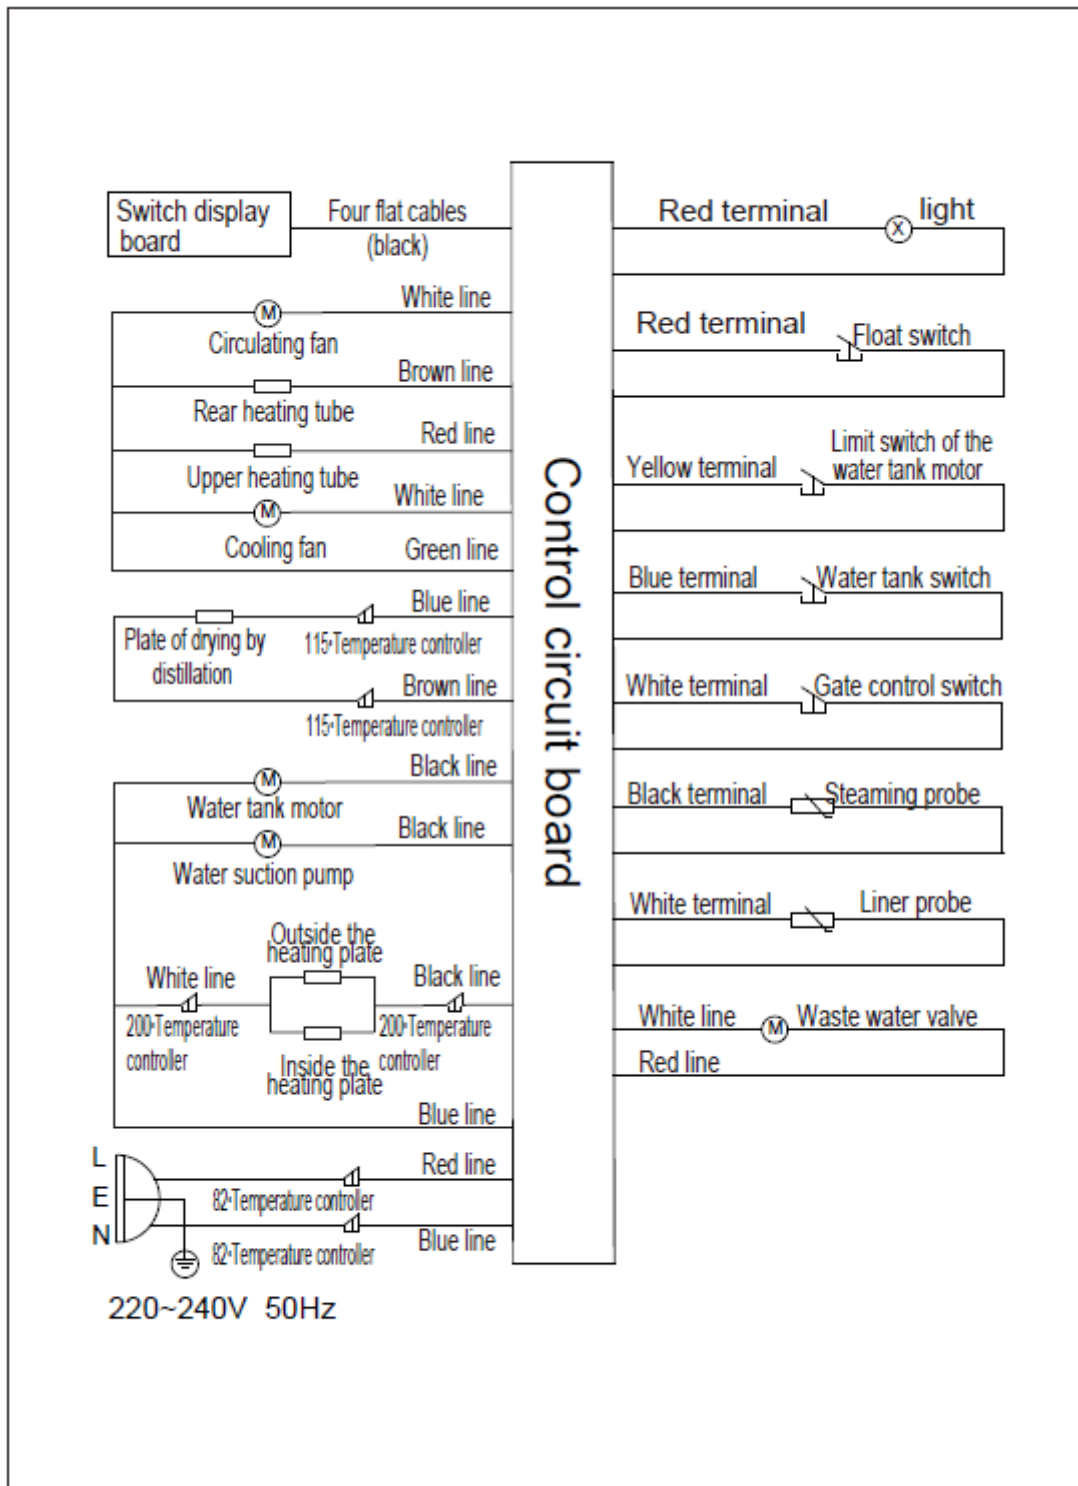 Switch display
board
Four flat cables
(black)
White line
M
Circulating fan
Brown line
Rear heating tube
Red line
Upper heating tube
White line
M
Cooling fan
Green line
Blue line
Plate of drying by
distillation
115•Temperature controller
Brown line
115•Temperature controller
Black line
M
Water tank motor
Black line
M
Water suction pump
Outside the
heating plate
White line
Black line
200•Temperature
controller
200•Temperature
controller
Inside the
heating plate
Blue line
L
E
N
Red line
82•Temperature controller
82•Temperature controller
Blue line
220~240V 50Hz
Control circuit board
Red terminal
X
light
Red terminal
Float switch
Yellow terminal
Limit switch of the
water tank motor
Blue terminal
Water tank switch
White terminal
Gate control switch
Black terminal
Steaming probe
White terminal
Liner probe
White line
M
Waste water valve
Red line